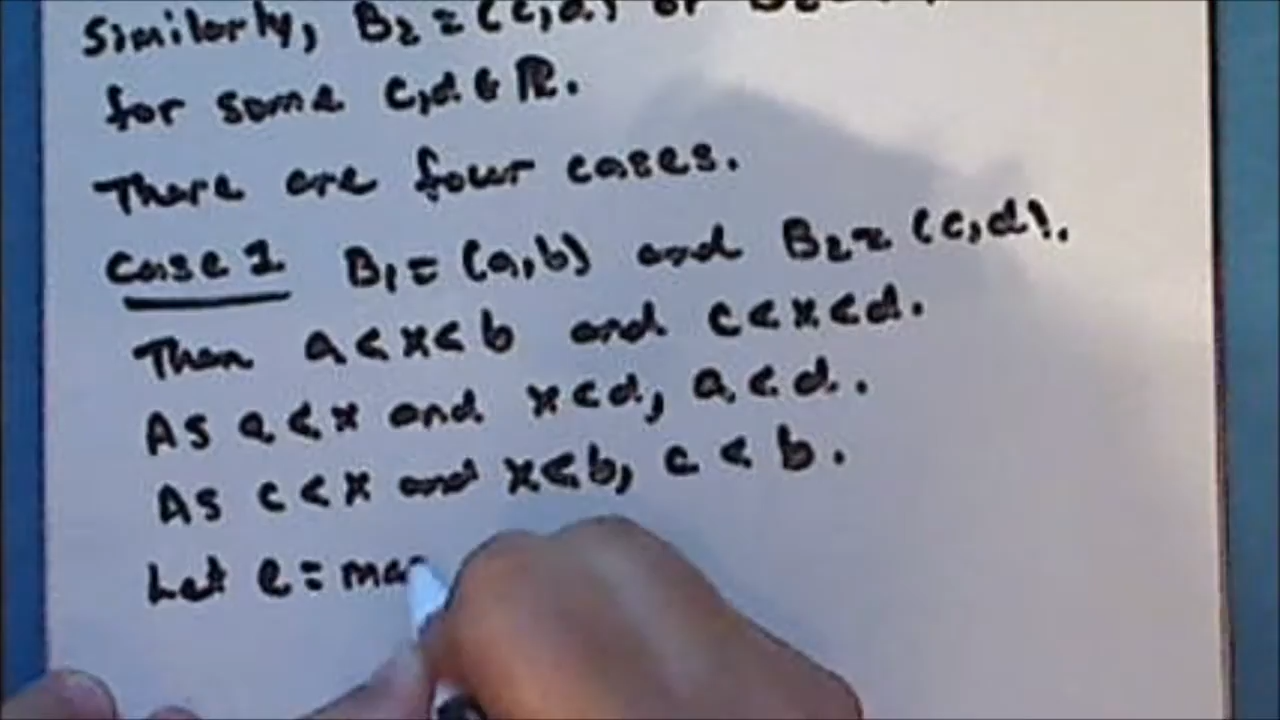 Similarly, B₂ = (c,d) or
for some c,d ∈ ℝ.
There are four cases.
Case 1 B₁ = (a,b) and B₂ = (c,d).
Then a < x < b and c < x < d.
As a < x and x < d, a < d.
As c < x and x < b, c < b.
Let e = ma